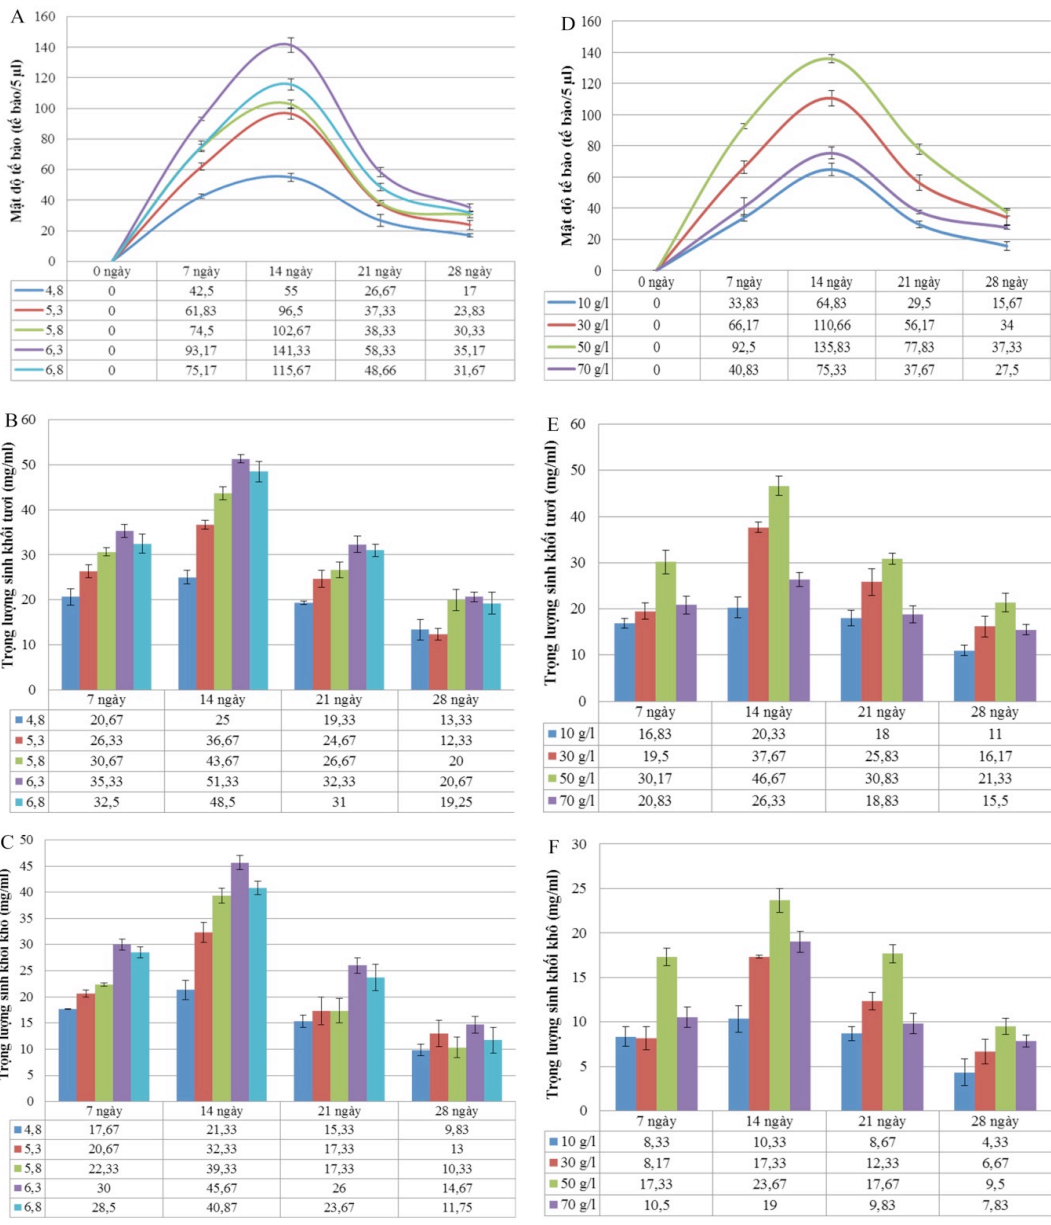 A
Mật độ tế bào (tế bào/5 µl)
160
140
120
100
80
60
40
20
0
0 ngày 7 ngày 14 ngày 21 ngày 28 ngày
4,8 0 42,5 55 26,67 17
5,3 0 61,83 96,5 37,33 23,83
5,8 0 74,5 102,67 38,33 30,33
6,3 0 93,17 141,33 58,33 35,17
6,8 0 75,17 115,67 48,66 31,67
B
Trọng lượng sinh khối tươi (mg/ml)
60
50
40
30
20
10
0
7 ngày 14 ngày 21 ngày 28 ngày
4,8 20,67 25 19,33 13,33
5,3 26,33 36,67 24,67 12,33
5,8 30,67 43,67 26,67 20
6,3 35,33 51,33 32,33 20,67
6,8 32,5 48,5 31 19,25
C
Trọng lượng sinh khối khô (mg/ml)
50
45
40
35
30
25
20
15
10
5
0
7 ngày 14 ngày 21 ngày 28 ngày
4,8 17,67 21,33 15,33 9,83
5,3 20,67 32,33 17,33 13
5,8 22,33 39,33 17,33 10,33
6,3 30 45,67 26 14,67
6,8 28,5 40,87 23,67 11,75
D
Mật độ tế bào (tế bào/5 µl)
160
140
120
100
80
60
40
20
0
0 ngày 7 ngày 14 ngày 21 ngày 28 ngày
10 g/l 0 33,83 64,83 29,5 15,67
30 g/l 0 66,17 110,66 56,17 34
50 g/l 0 92,5 135,83 77,83 37,33
70 g/l 0 40,83 75,33 37,67 27,5
E
Trọng lượng sinh khối tươi (mg/ml)
60
50
40
30
20
10
0
7 ngày 14 ngày 21 ngày 28 ngày
10 g/l 16,83 20,33 18 11
30 g/l 19,5 37,67 25,83 16,17
50 g/l 30,17 46,67 30,83 21,33
70 g/l 20,83 26,33 18,83 15,5
F
Trọng lượng sinh khối khô (mg/ml)
30
25
20
15
10
5
0
7 ngày 14 ngày 21 ngày 28 ngày
10 g/l 8,33 10,33 8,67 4,33
30 g/l 8,17 17,33 12,33 6,67
50 g/l 17,33 23,67 17,67 9,5
70 g/l 10,5 19 9,83 7,83